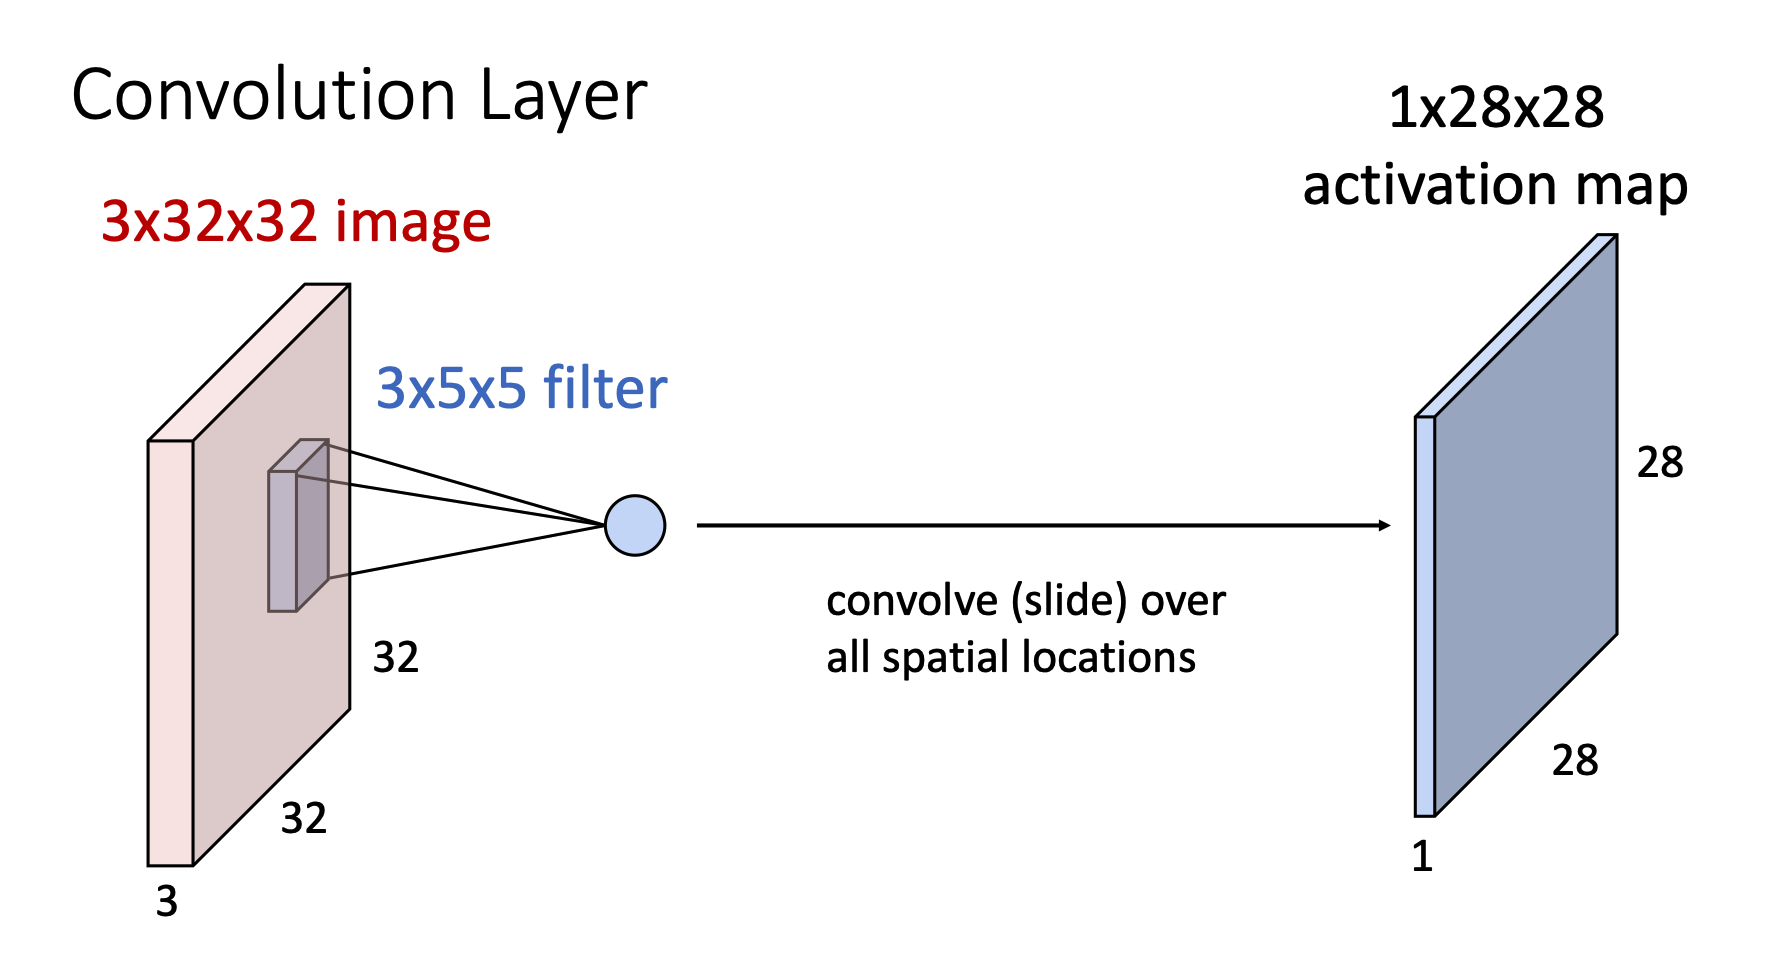 Convolution Layer
3x32x32 image
3x5x5 filter
32
32
3
convolve (slide) over
all spatial locations
1x28x28
activation map
28
28
1